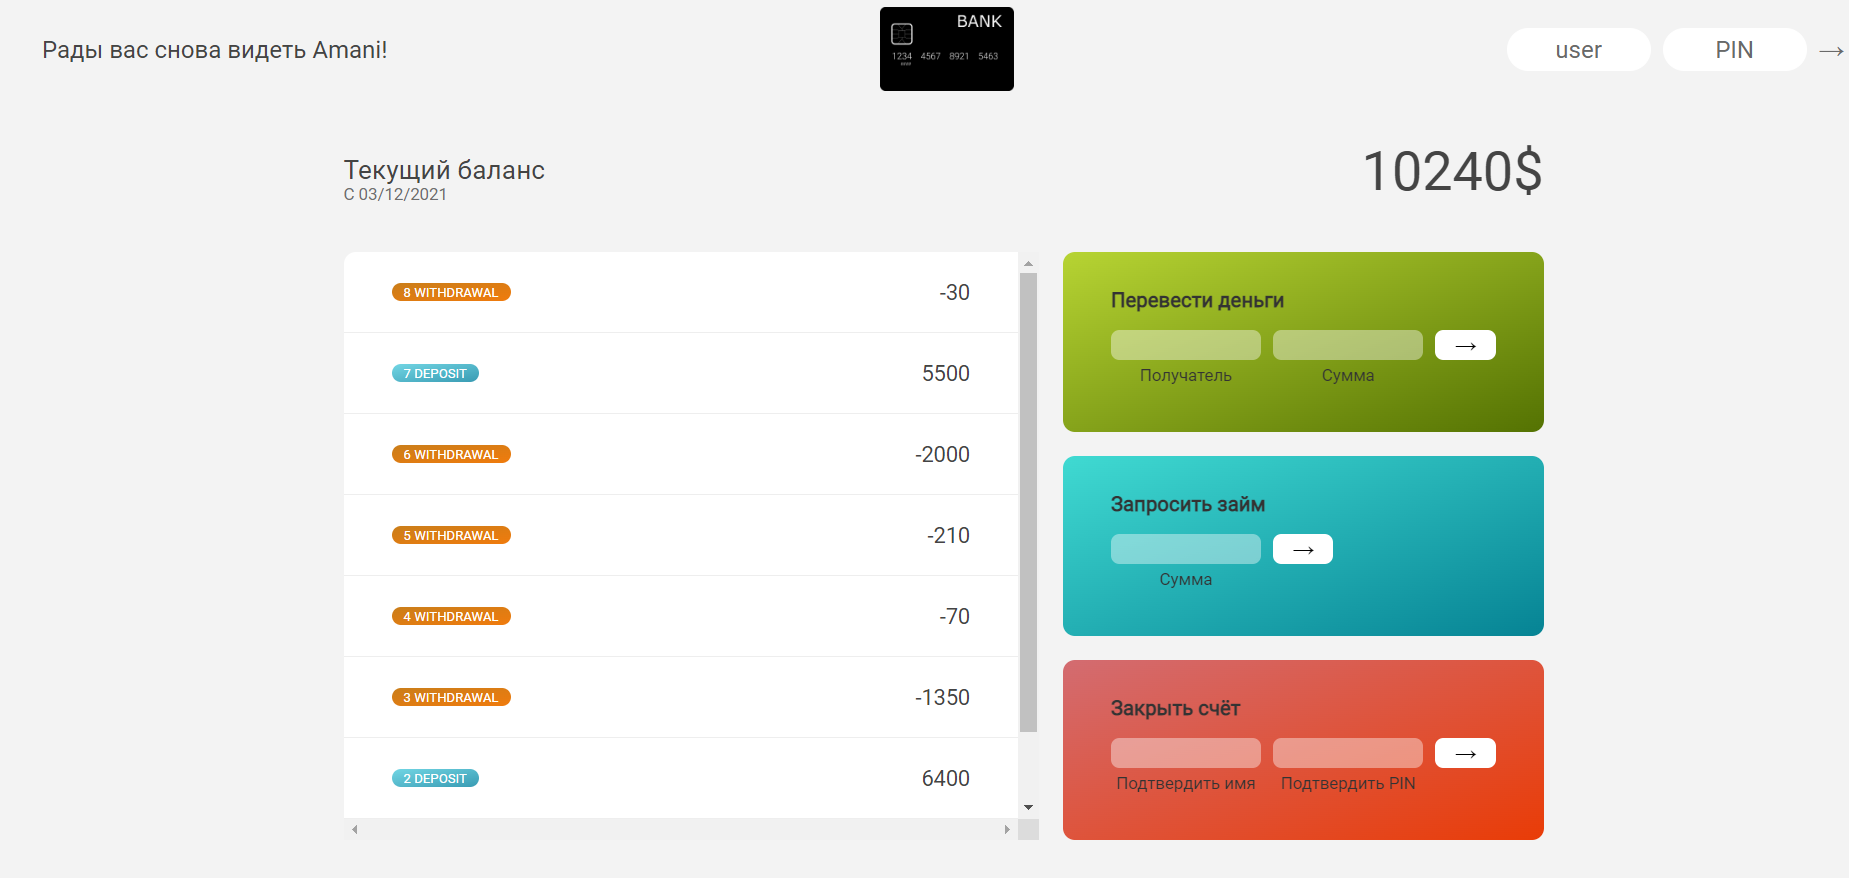 Рады вас снова видеть Amani!
BANK
1234 4567 8921 5463
user
PIN
→
Текущий баланс
С 03/12/2021
10240$
8 WITHDRAWAL
-30
7 DEPOSIT
5500
6 WITHDRAWAL
-2000
5 WITHDRAWAL
-210
4 WITHDRAWAL
-70
3 WITHDRAWAL
-1350
2 DEPOSIT
6400
Перевести деньги
→
Получатель
Сумма
Запросить займ
→
Сумма
Закрыть счёт
→
Подтвердить имя
Подтвердить PIN